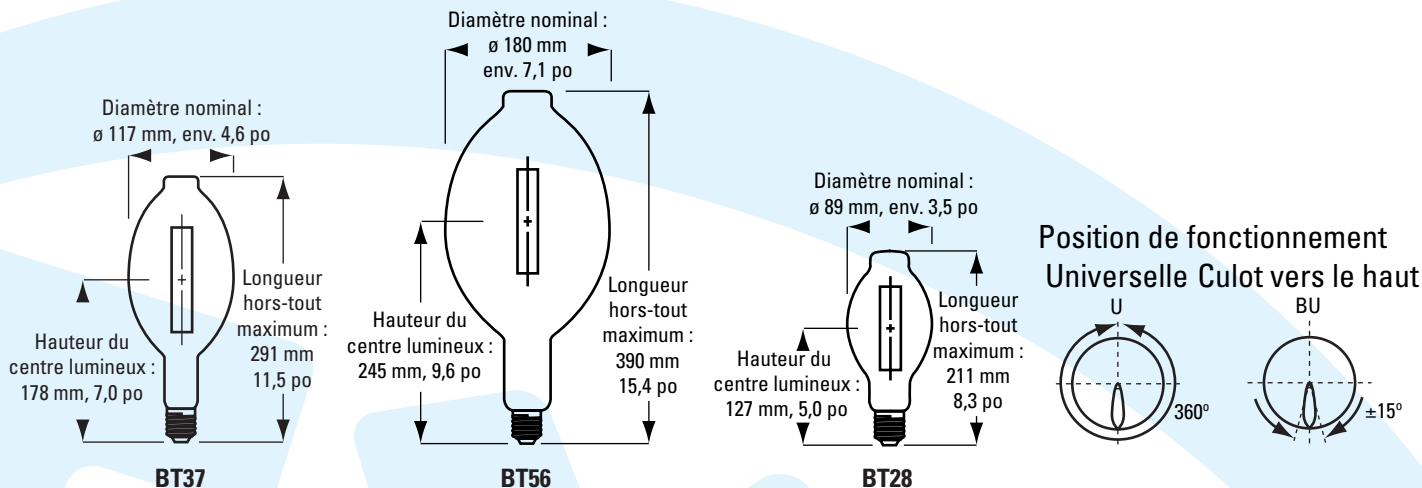 Diamètre nominal :
ø 117 mm, env. 4,6 po
Longueur
hors-tout
maximum :
291 mm
11,5 po
Hauteur du
centre lumineux :
178 mm, 7,0 po
BT37
Diamètre nominal :
ø 180 mm
env. 7,1 po
Longueur
hors-tout
maximum :
390 mm
15,4 po
Hauteur du
centre lumineux :
245 mm, 9,6 po
BT56
Diamètre nominal :
ø 89 mm, env. 3,5 po
Longueur
hors-tout
maximum :
211 mm
8,3 po
Hauteur du
centre lumineux :
127 mm, 5,0 po
BT28
Position de fonctionnement
Universelle Culot vers le haut
U
BU
360º
±15º